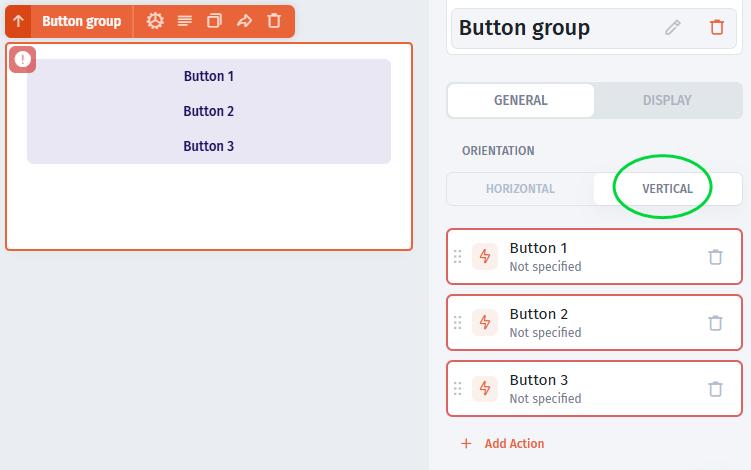 Button group
Button 1
Button 2
Button 3
Button group
GENERAL
DISPLAY
ORIENTATION
HORIZONTAL
VERTICAL
Button 1
Not specified
Button 2
Not specified
Button 3
Not specified
+ Add Action